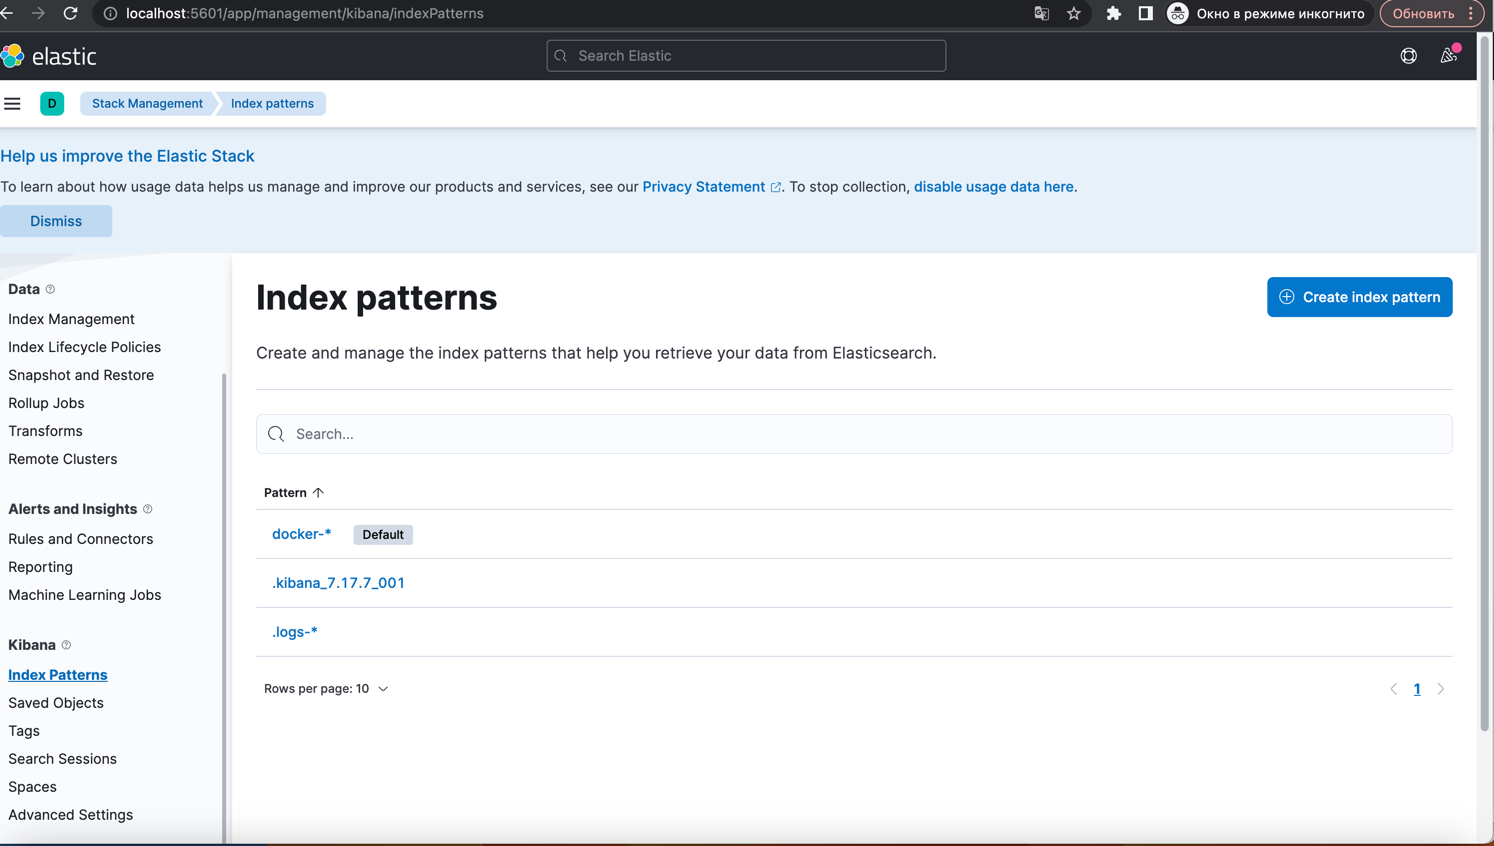 localhost:5601/app/management/kibana/indexPatterns
Окно в режиме инкогнито
Обновить
elastic
Search Elastic
D
Stack Management
Index patterns
Help us improve the Elastic Stack
To learn about how usage data helps us manage and improve our products and services, see our Privacy Statement. To stop collection, disable usage data here.
Dismiss
Data
Index Management
Index Lifecycle Policies
Snapshot and Restore
Rollup Jobs
Transforms
Remote Clusters
Alerts and Insights
Rules and Connectors
Reporting
Machine Learning Jobs
Kibana
Index Patterns
Saved Objects
Tags
Search Sessions
Spaces
Advanced Settings
Index patterns
Create index pattern
Create and manage the index patterns that help you retrieve your data from Elasticsearch.
Search...
Pattern
docker-*
Default
.kibana_7.17.7_001
.logs-*
Rows per page: 10
1